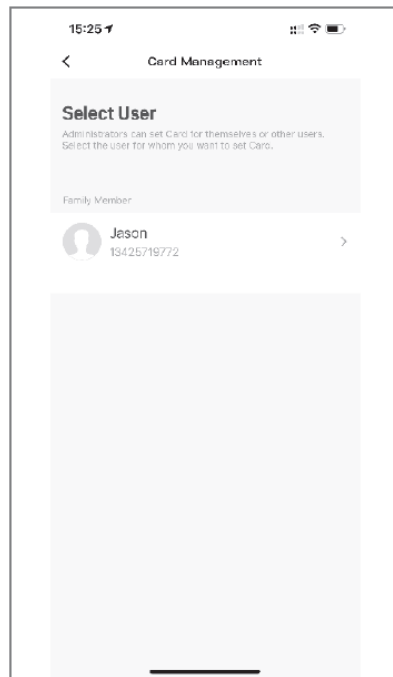 15:25
Card Management
Select User
Administrators can set Card for themselves or other users.
Select the user for whom you want to set Card.
Family Member
Jason
13425719772